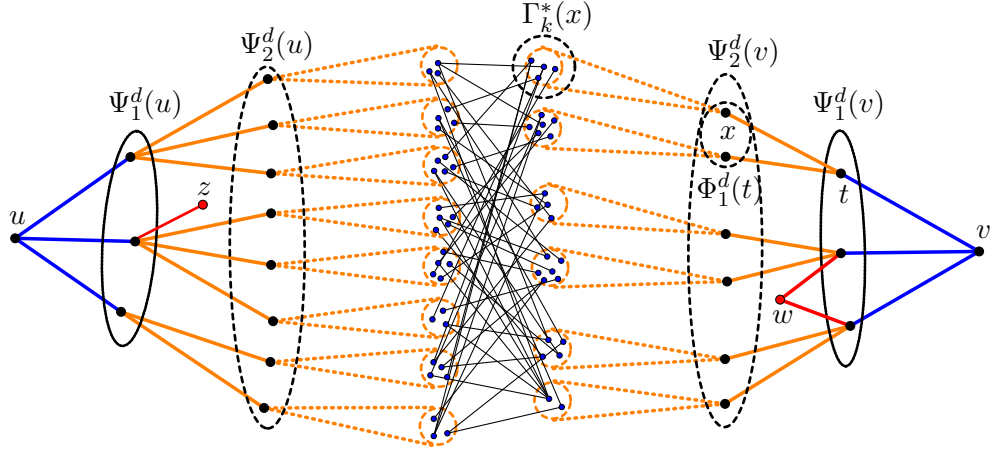 Γ*ₖ(x)
Ψᵈ₂(u)
Ψᵈ₂(v)
Ψᵈ₁(u)
Ψᵈ₁(v)
x
z
Φᵈ₁(t)
t
u
v
w